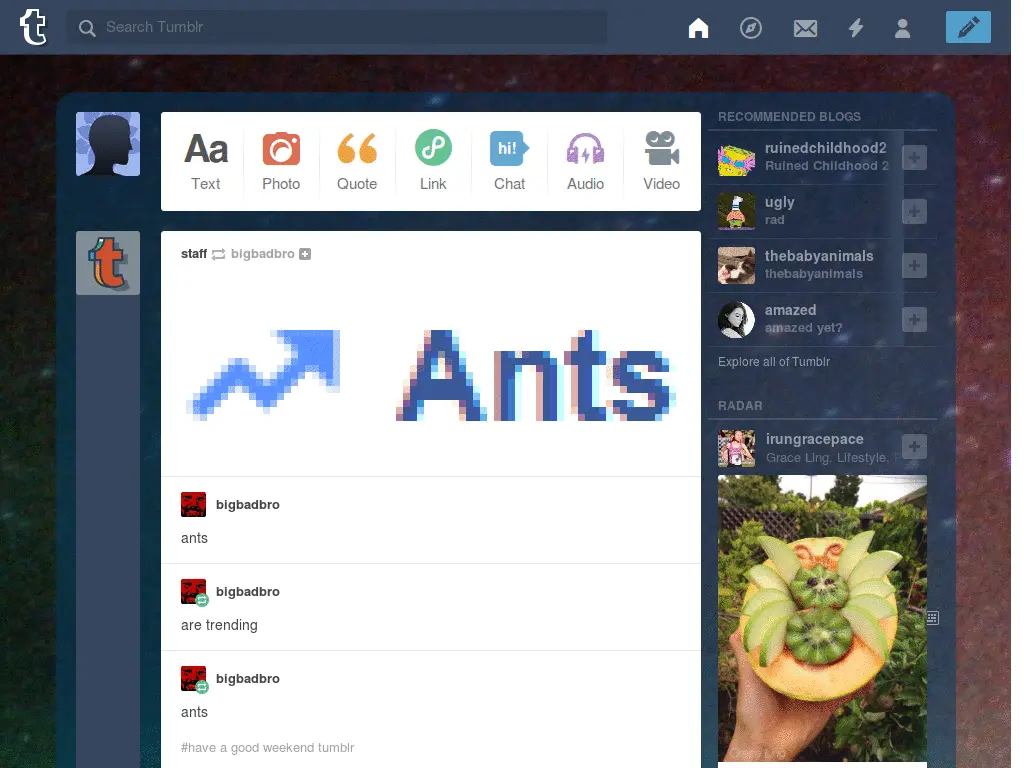 Search Tumblr
Aa
hi!
Text
Photo
Quote
Link
Chat
Audio
Video
staff bigbadbro
Ants
bigbadbro
ants
bigbadbro
are trending
bigbadbro
ants
#have a good weekend tumblr
RECOMMENDED BLOGS
ruinedchildhood2
Ruined Childhood 2
ugly
rad
thebabyanimals
thebabyanimals
amazed
amazed yet?
Explore all of Tumblr
RADAR
irungracepace
Grace Ling. Lifestyle.